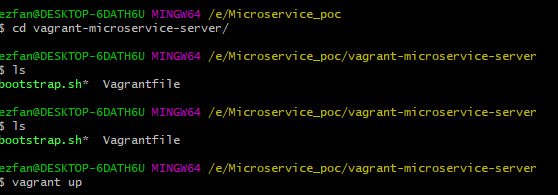 ezfan@DESKTOP-6DATH6U MINGW64 /e/Microservice_poc
$ cd vagrant-microservice-server/
ezfan@DESKTOP-6DATH6U MINGW64 /e/Microservice_poc/vagrant-microservice-server
$ ls
bootstrap.sh* Vagrantfile
ezfan@DESKTOP-6DATH6U MINGW64 /e/Microservice_poc/vagrant-microservice-server
$ ls
bootstrap.sh* Vagrantfile
ezfan@DESKTOP-6DATH6U MINGW64 /e/Microservice_poc/vagrant-microservice-server
$ vagrant up